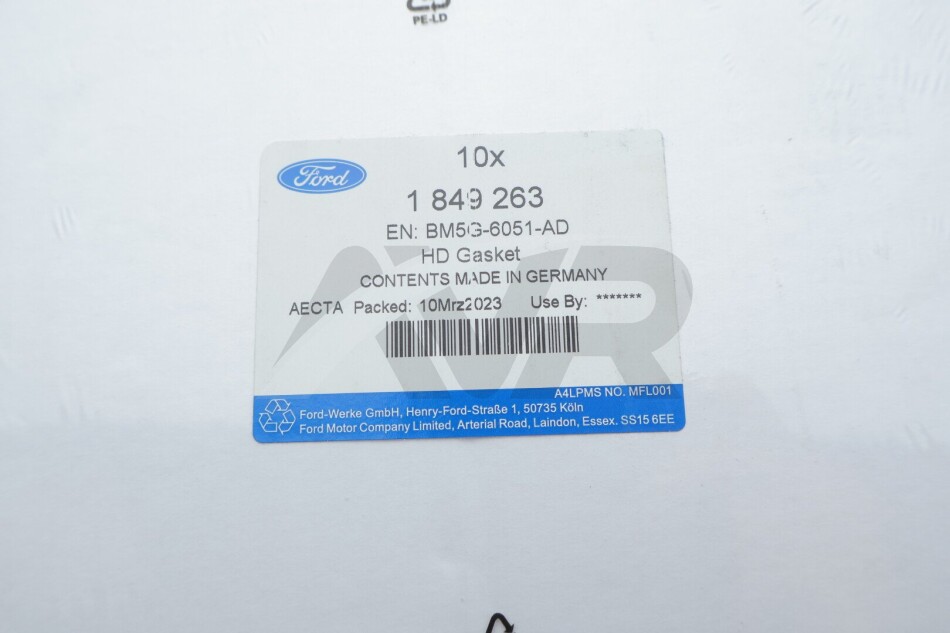 PE-LD
Ford
10x
1 849 263
EN: BM5G-6051-AD
HD Gasket
CONTENTS MADE IN GERMANY
AECTA Packed: 10Mrz2023 Use By: *******
A4LPMS NO. MFL001
Ford-Werke GmbH, Henry-Ford-Straße 1, 50735 Köln
Ford Motor Company Limited, Arterial Road, Laindon, Essex. SS15 6EE